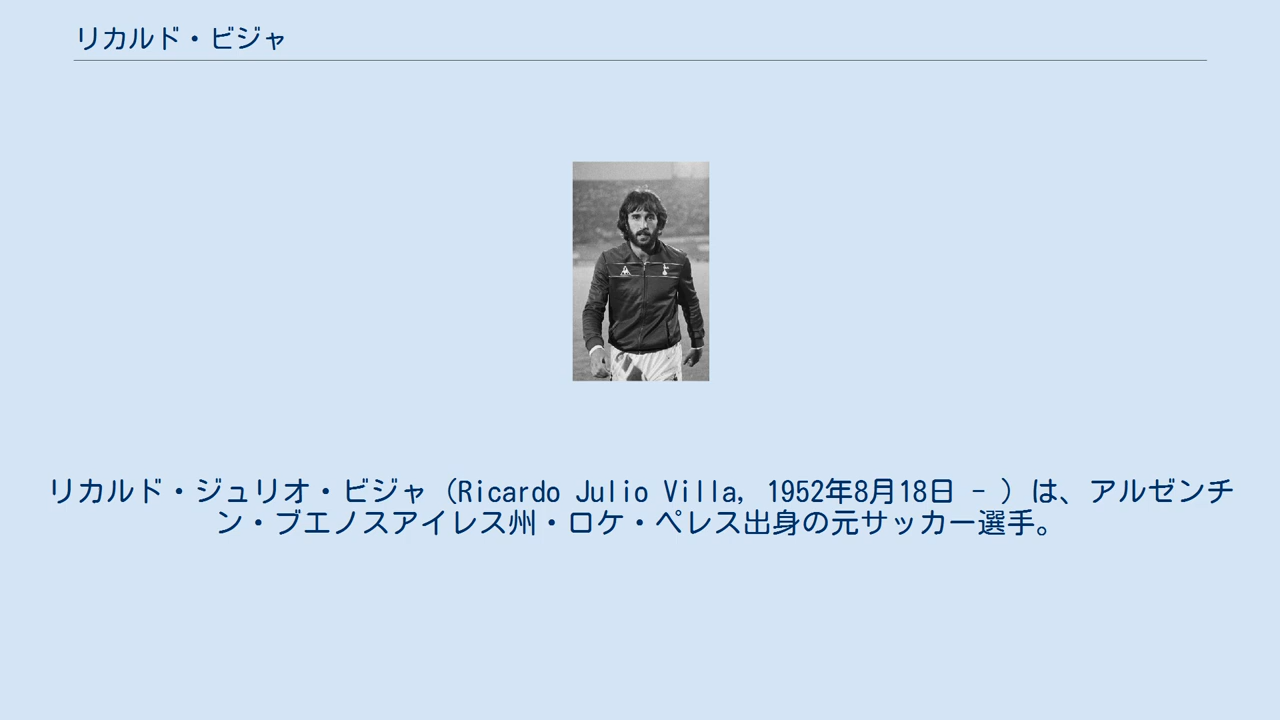 リカルド・ビジャ
リカルド・ジュリオ・ビジャ（Ricardo Julio Villa, 1952年8月18日 - ）は、アルゼンチ
ン・ブエノスアイレス州・ロケ・ペレス出身の元サッカー選手。